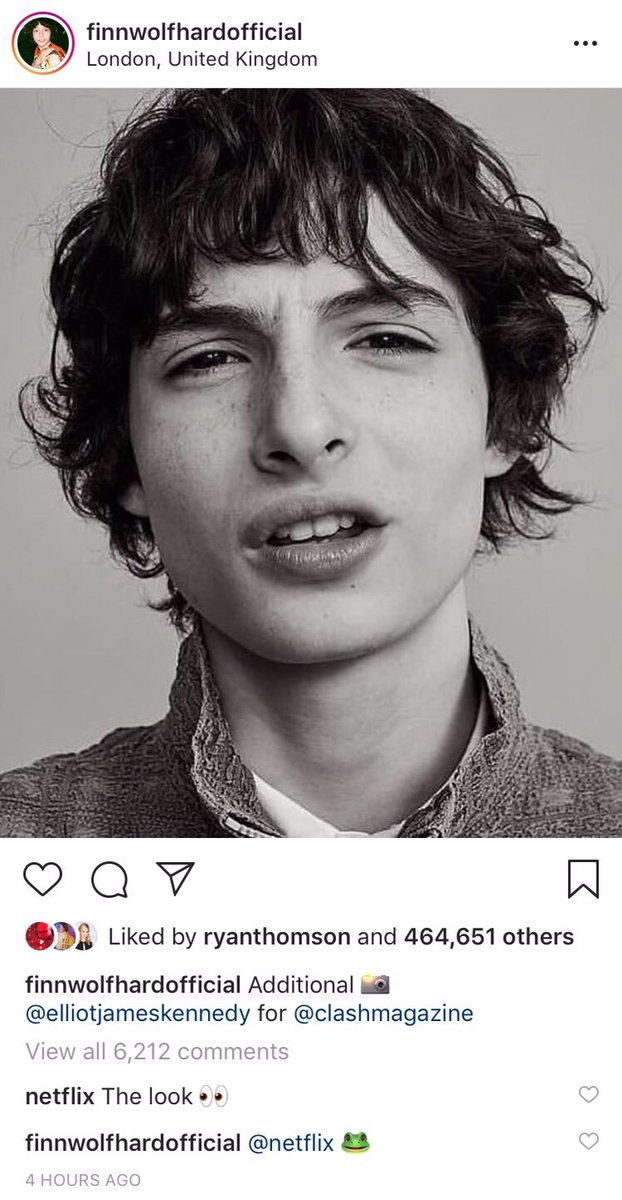 finnwolfhardofficial
London, United Kingdom
Liked by ryanthomson and 464,651 others
finnwolfhardofficial Additional 📸
@elliotjameskennedy for @clashmagazine
View all 6,212 comments
netflix The look 👀
finnwolfhardofficial @netflix 🐸
4 HOURS AGO